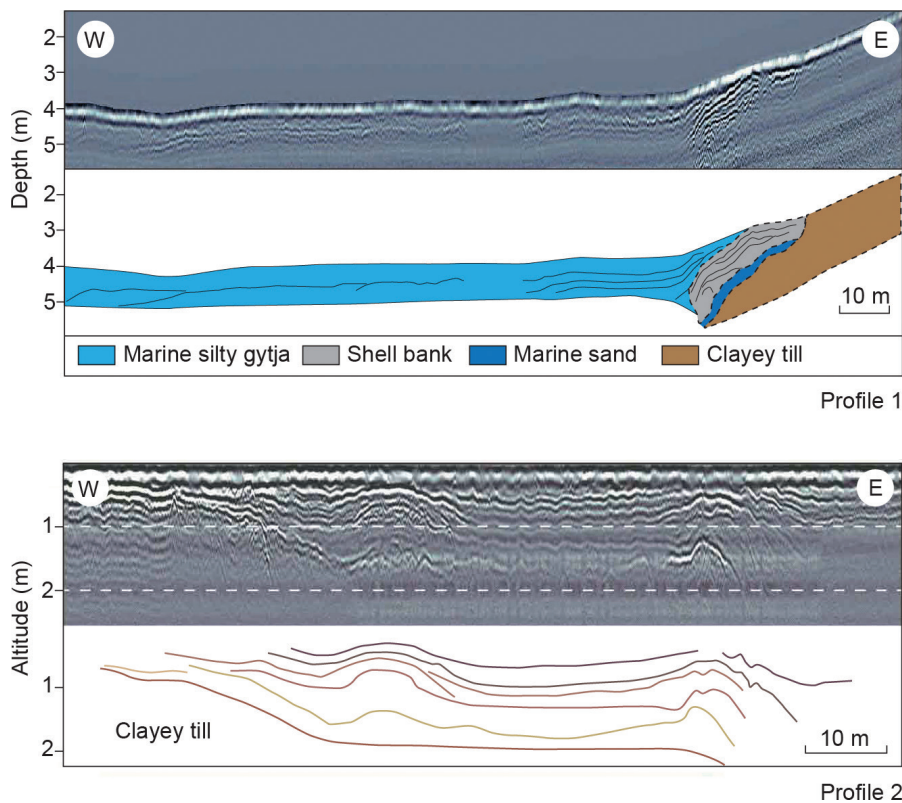 W
E
2
3
4
5
Depth (m)
2
3
4
5
10 m
Marine silty gytja
Shell bank
Marine sand
Clayey till
Profile 1
W
E
1
2
Altitude (m)
1
2
Clayey till
10 m
Profile 2